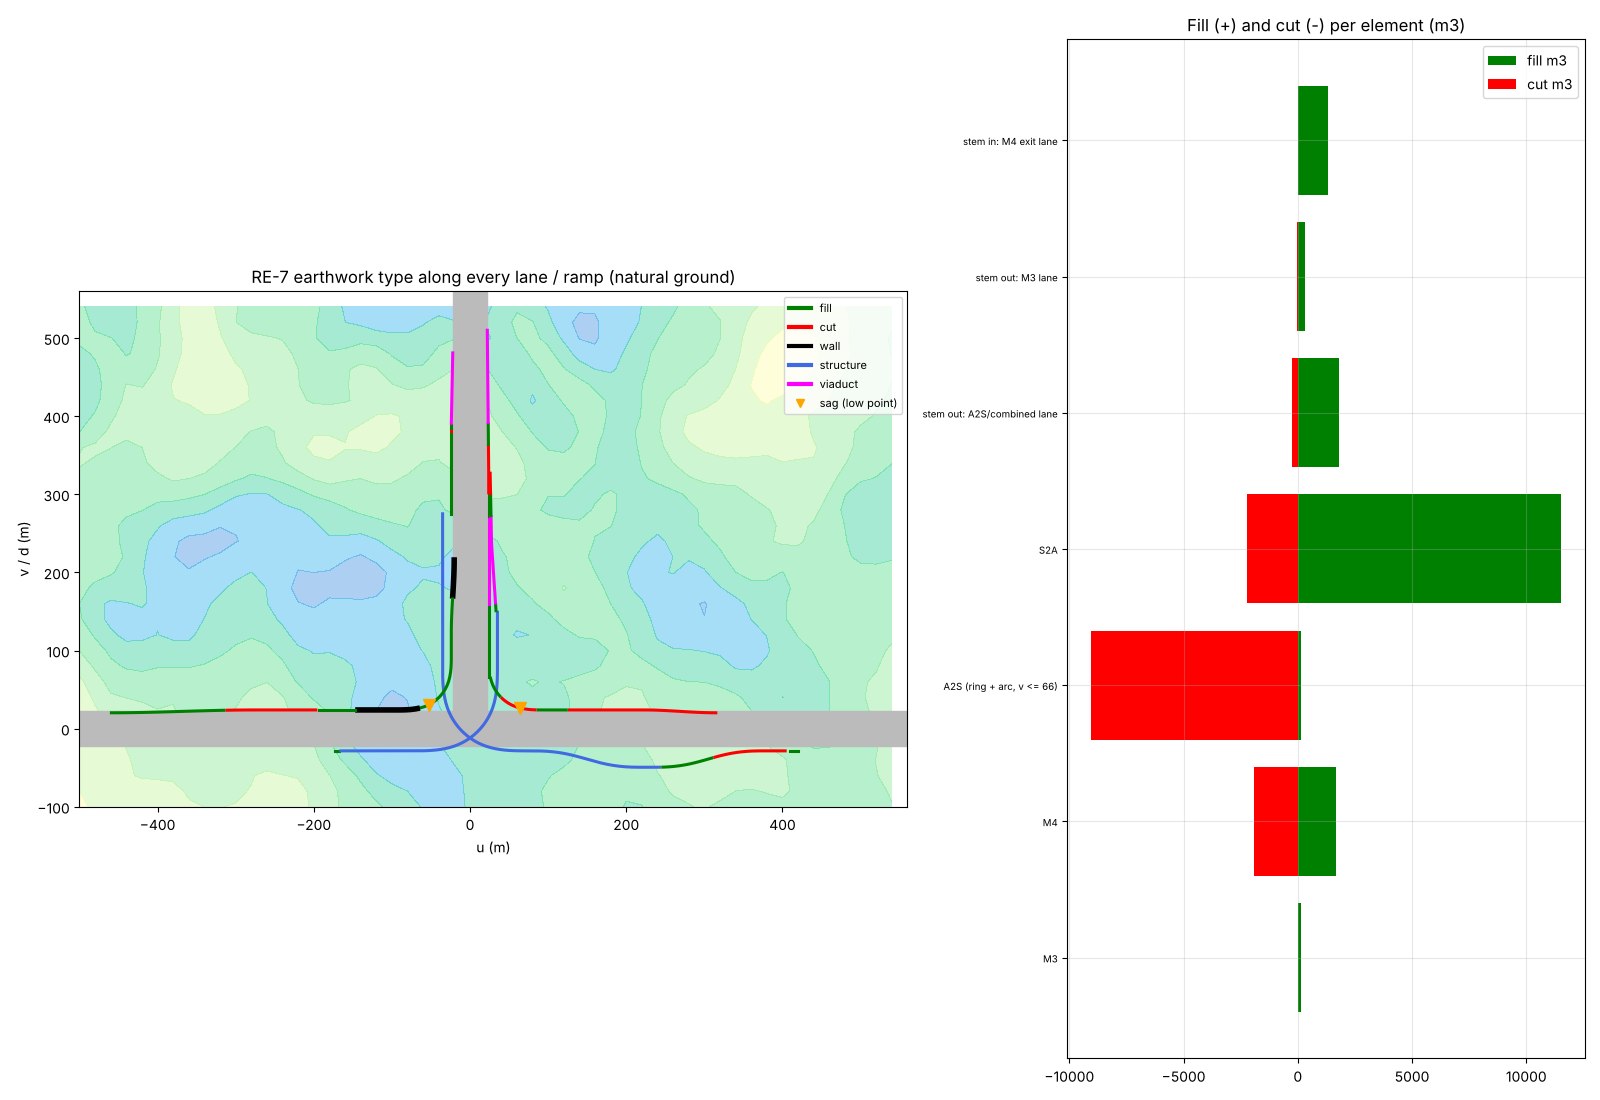 RE-7 earthwork type along every lane / ramp (natural ground)
fill
cut
wall
structure
viaduct
sag (low point)
500
400
300
200
100
0
−100
v / d (m)
−400
−200
0
200
400
u (m)
Fill (+) and cut (-) per element (m3)
fill m3
cut m3
stem in: M4 exit lane
stem out: M3 lane
stem out: A2S/combined lane
S2A
A2S (ring + arc, v <= 66)
M4
M3
−10000
−5000
0
5000
10000